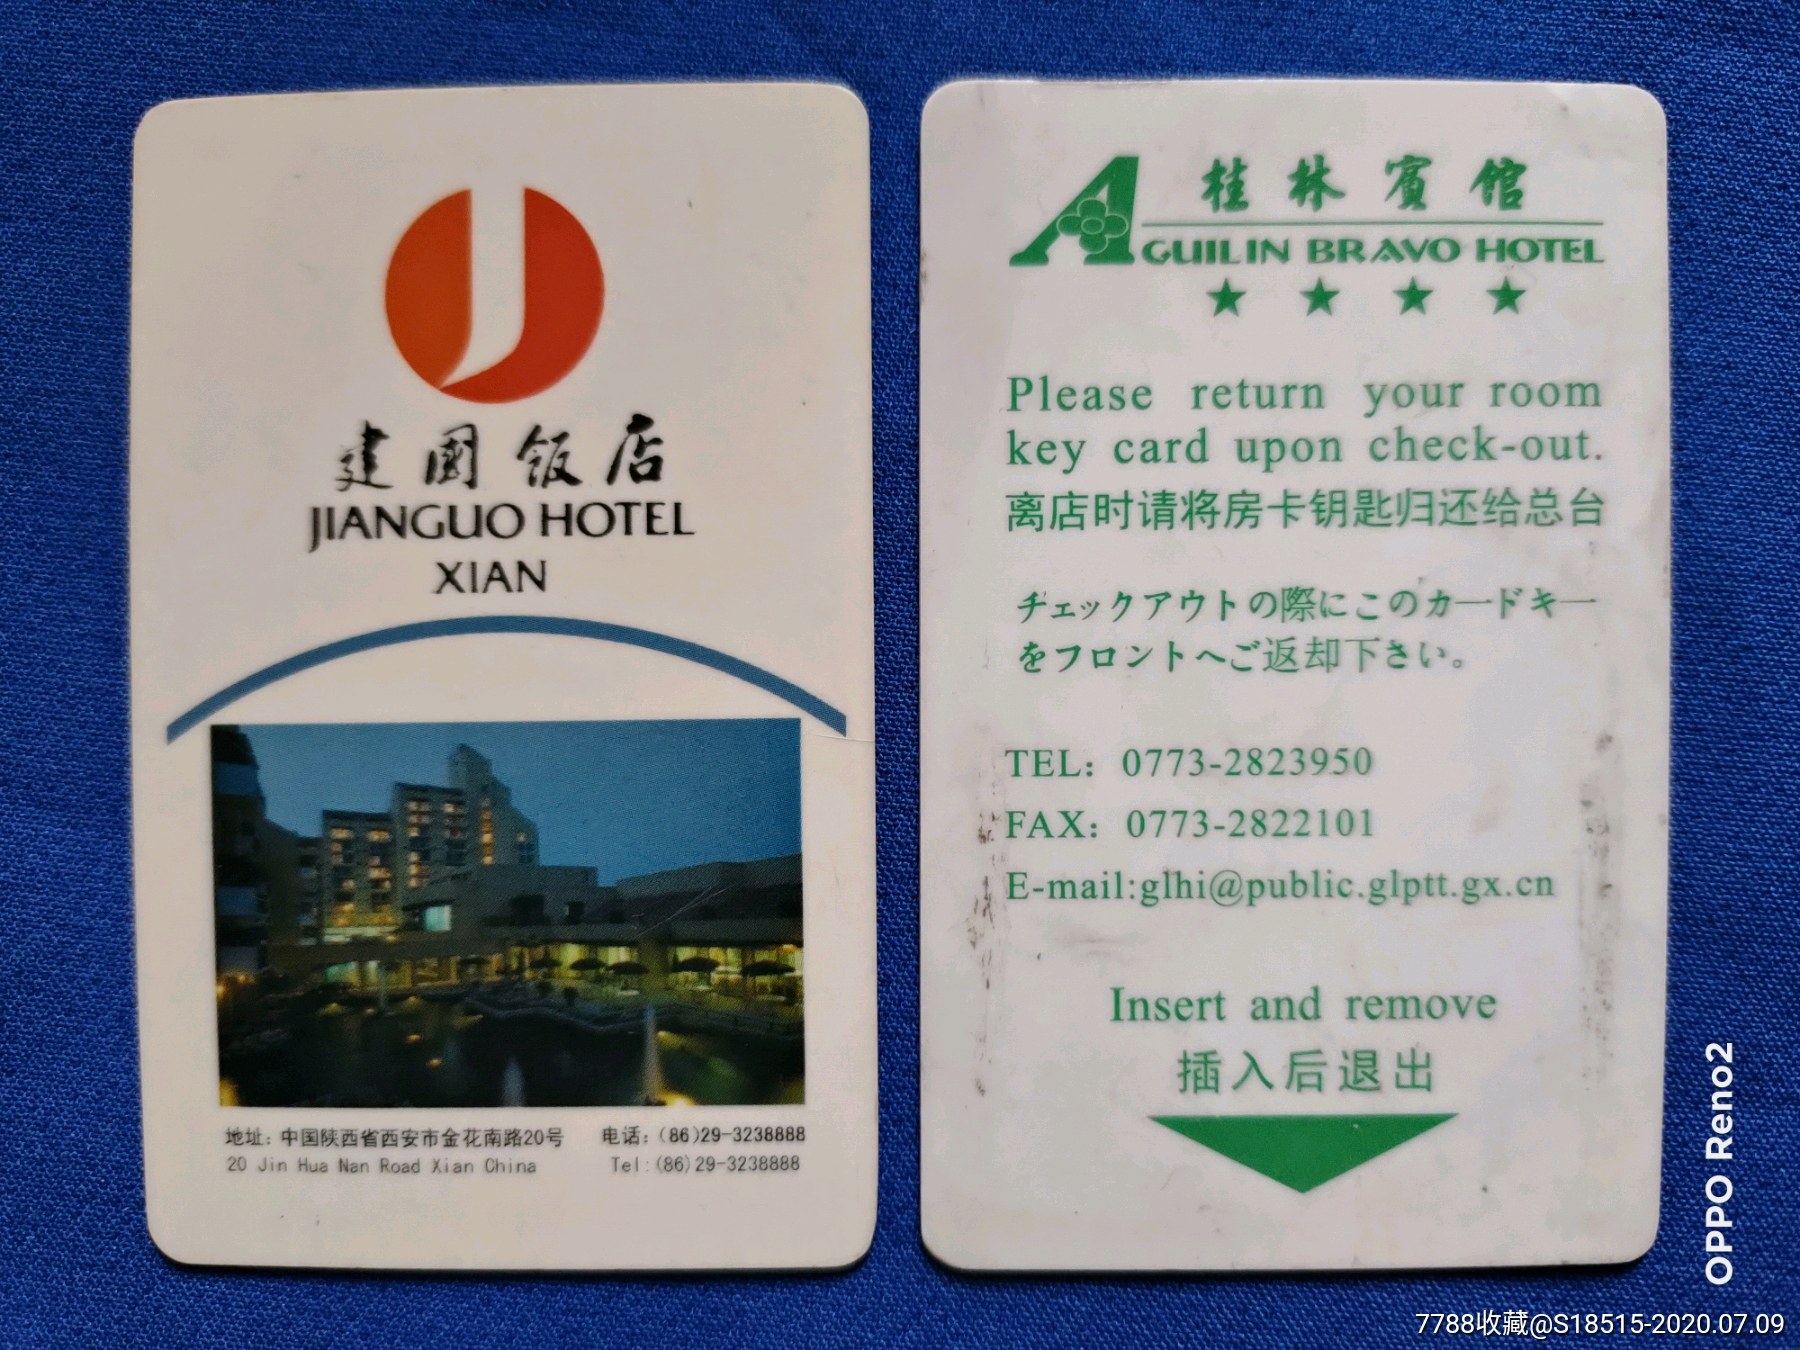 建國飯店
JIANGUO HOTEL
XIAN
地址：中国陕西省西安市金花南路20号 电话：(86)29-3238888
20 Jin Hua Nan Road Xian China Tel:(86)29-3238888
桂林賓館
GUILIN BRAVO HOTEL
Please return your room
key card upon check-out.
离店时请将房卡钥匙归还给总台
チェックアウトの際にこのカードキー
をフロントへご返却下さい。
TEL：0773-2823950
FAX：0773-2822101
E-mail:glhi@public.glptt.gx.cn
Insert and remove
插入后退出
OPPO Reno2
7788收藏@S18515-2020.07.09